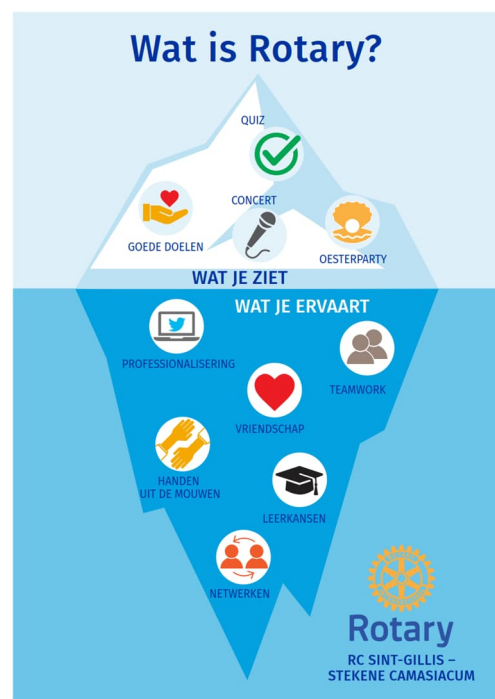 Wat is Rotary?
QUIZ
CONCERT
GOEDE DOELEN
OESTERPARTY
WAT JE ZIET
WAT JE ERVAART
PROFESSIONALISERING
TEAMWORK
VRIENDSCHAP
HANDEN
UIT DE MOUWEN
LEERKANSEN
NETWERKEN
Rotary
RC SINT-GILLIS –
STEKENE CAMASIACUM